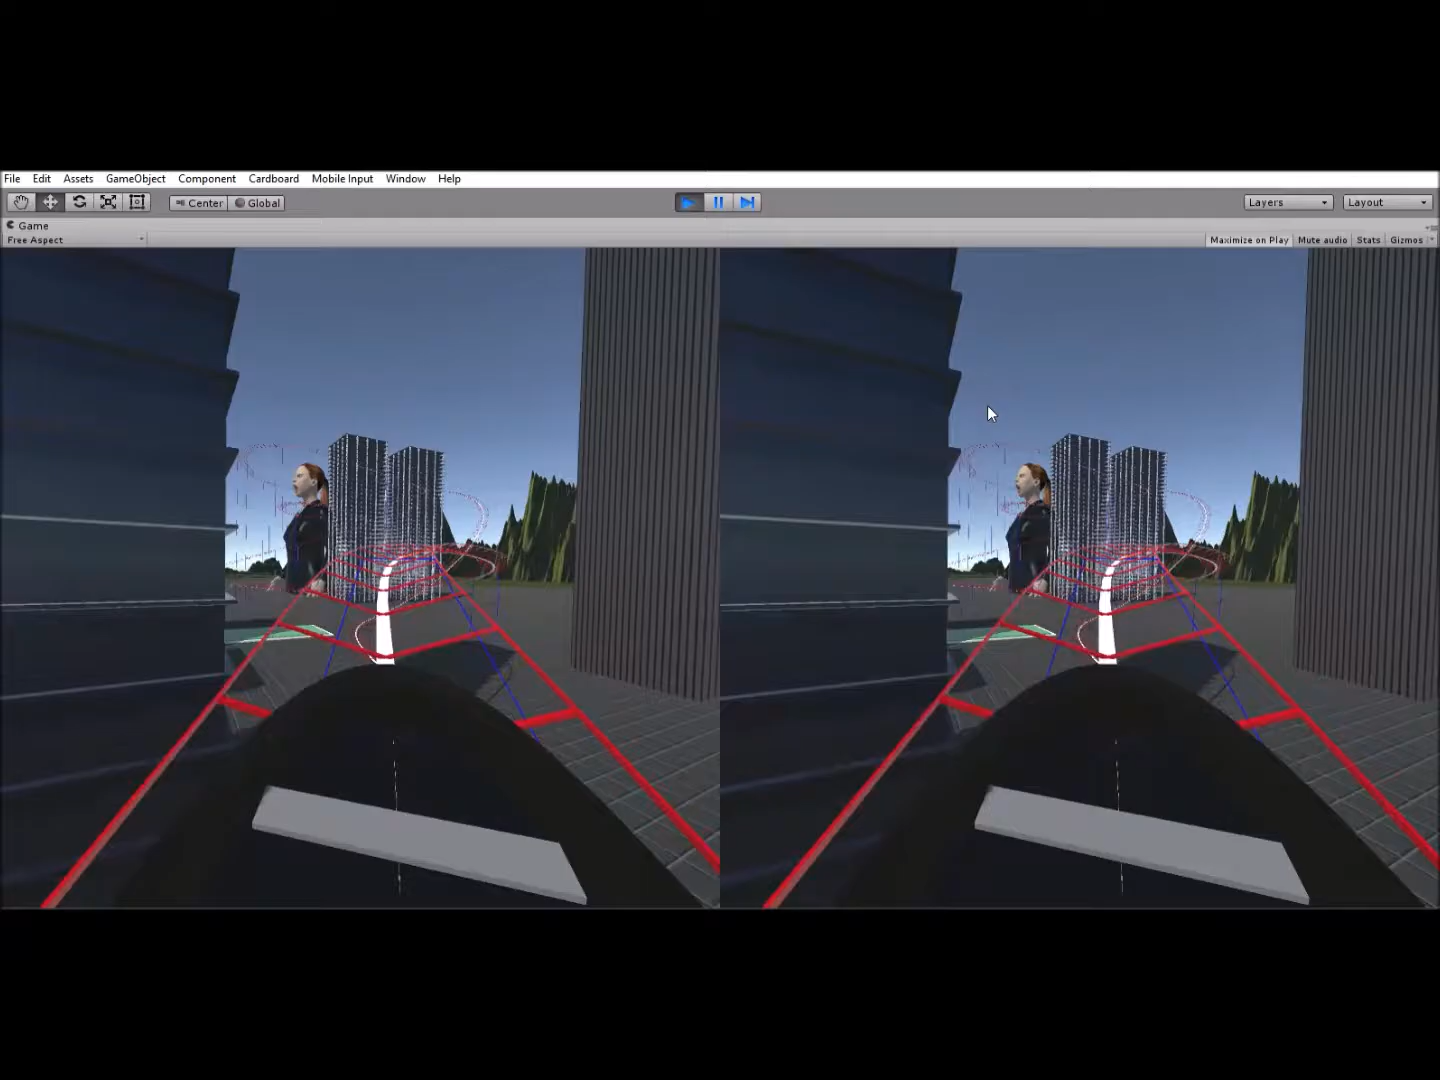 File Edit Assets GameObject Component Cardboard Mobile Input Window Help
Center Global Layers Layout
Game
Free Aspect Maximize on Play Mute audio Stats Gizmos